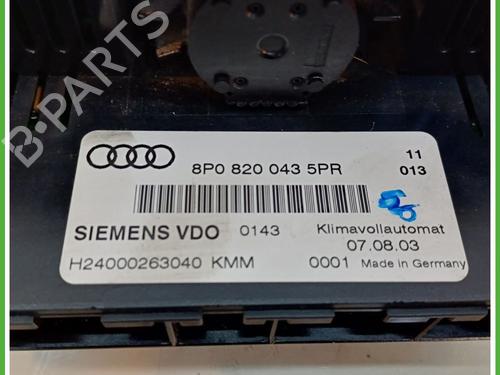 B-PARTS
8P0 820 043 5PR
11
013
56
SIEMENS VDO 0143 Klimavollautomat
07.08.03
H24000263040 KMM 0001 Made in Germany